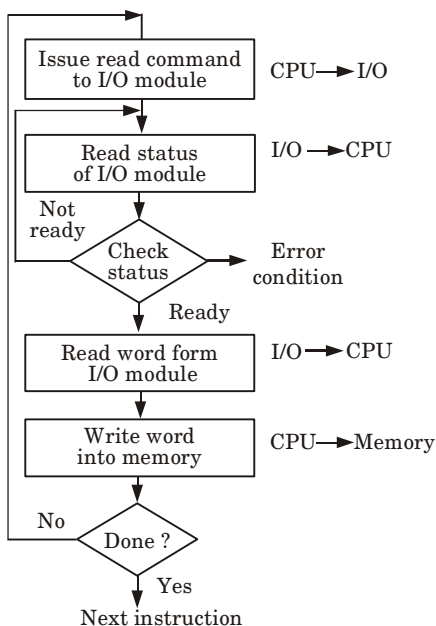 Issue read command
to I/O module
CPU I/O
Read status
of I/O module
I/O CPU
Not
ready
Check
status
Error
condition
Ready
Read word form
I/O module
I/O CPU
Write word
into memory
CPU Memory
No
Done ?
Yes
Next instruction